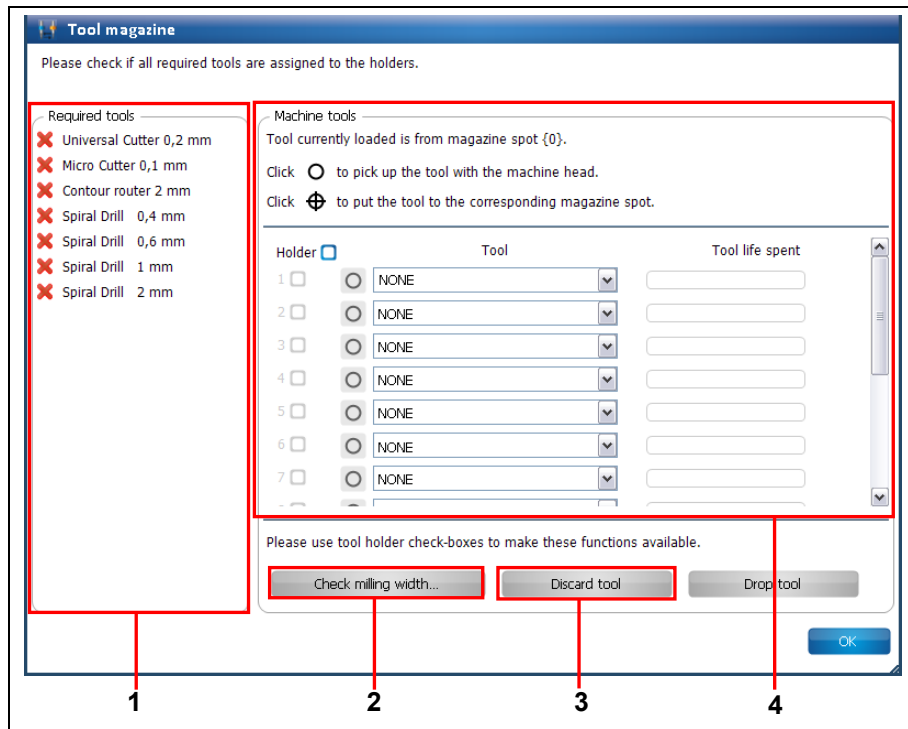 Tool magazine
Please check if all required tools are assigned to the holders.
Required tools
Universal Cutter 0,2 mm
Micro Cutter 0,1 mm
Contour router 2 mm
Spiral Drill 0,4 mm
Spiral Drill 0,6 mm
Spiral Drill 1 mm
Spiral Drill 2 mm
Machine tools
Tool currently loaded is from magazine spot {0}.
Click to pick up the tool with the machine head.
Click to put the tool to the corresponding magazine spot.
Holder Tool Tool life spent
1 NONE
2 NONE
3 NONE
4 NONE
5 NONE
6 NONE
7 NONE
Please use tool holder check-boxes to make these functions available.
Check milling width... Discard tool Drop tool
OK
1 2 3 4